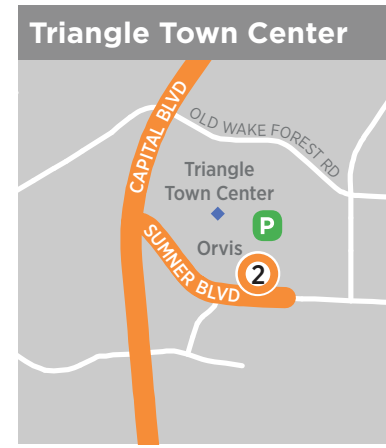 Triangle Town Center
CAPITAL BLVD
OLD WAKE FOREST RD
Triangle
Town Center
P
Orvis
SUMNER BLVD
2